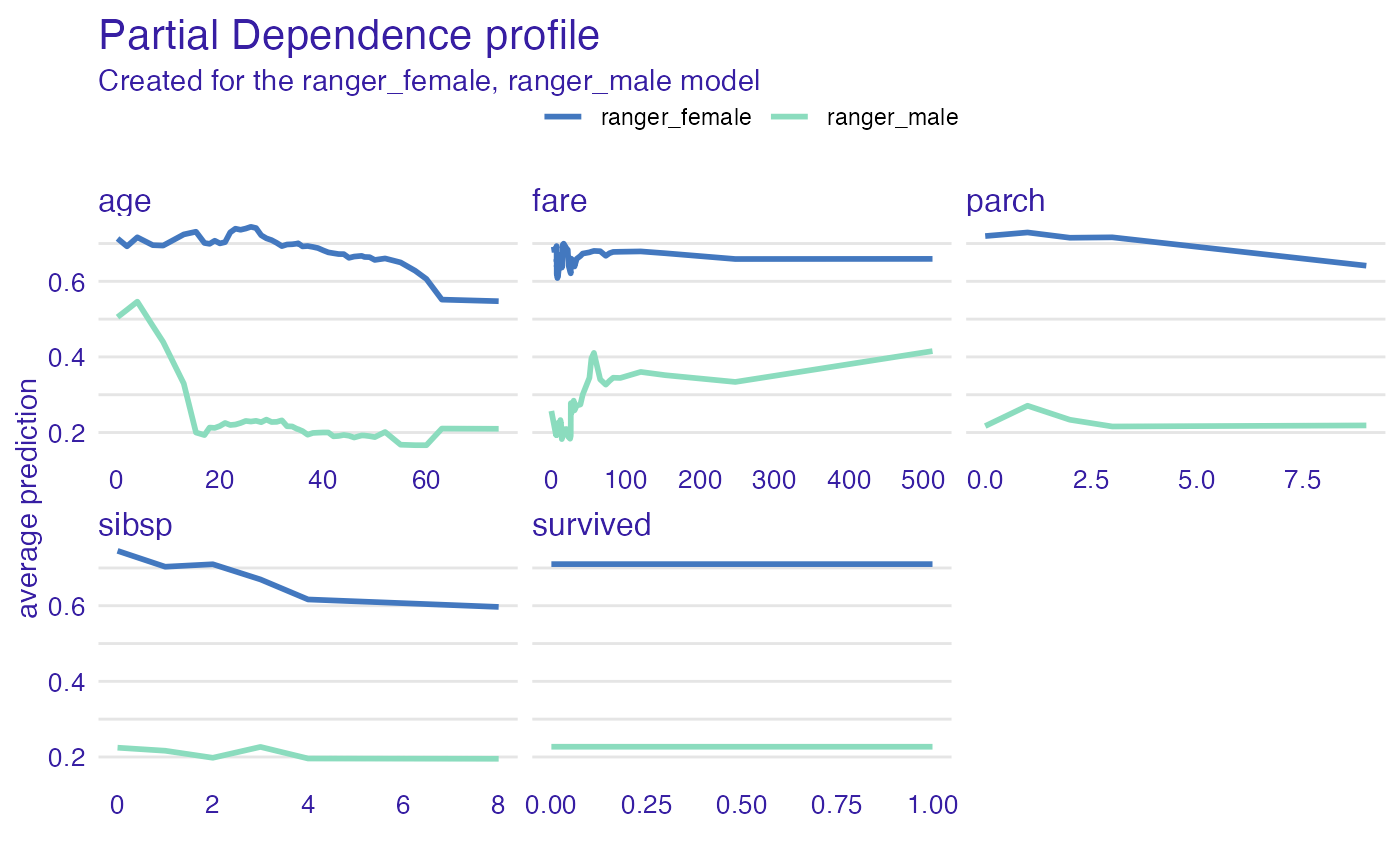 Partial Dependence profile
Created for the ranger_female, ranger_male model
ranger_female ranger_male
age fare parch
0.6
0.4
0.2
0 20 40 60 0 100 200 300 400 500 0.0 2.5 5.0 7.5
average prediction
sibsp survived
0.6
0.4
0.2
0 2 4 6 8 0.00 0.25 0.50 0.75 1.00